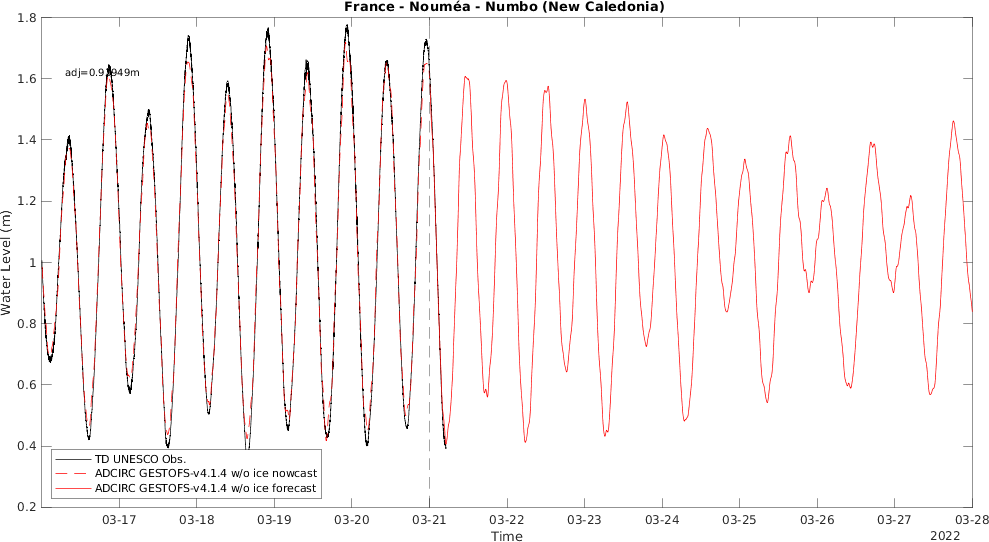 France - Nouméa - Numbo (New Caledonia)
1.8
1.6
1.4
1.2
1
0.8
0.6
0.4
0.2
Water Level (m)
TD UNESCO Obs.
ADCIRC GESTOFS-v4.1.4 w/o ice nowcast
ADCIRC GESTOFS-v4.1.4 w/o ice forecast
03-17 03-18 03-19 03-20 03-21 03-22 03-23 03-24 03-25 03-26 03-27 03-28
Time
2022